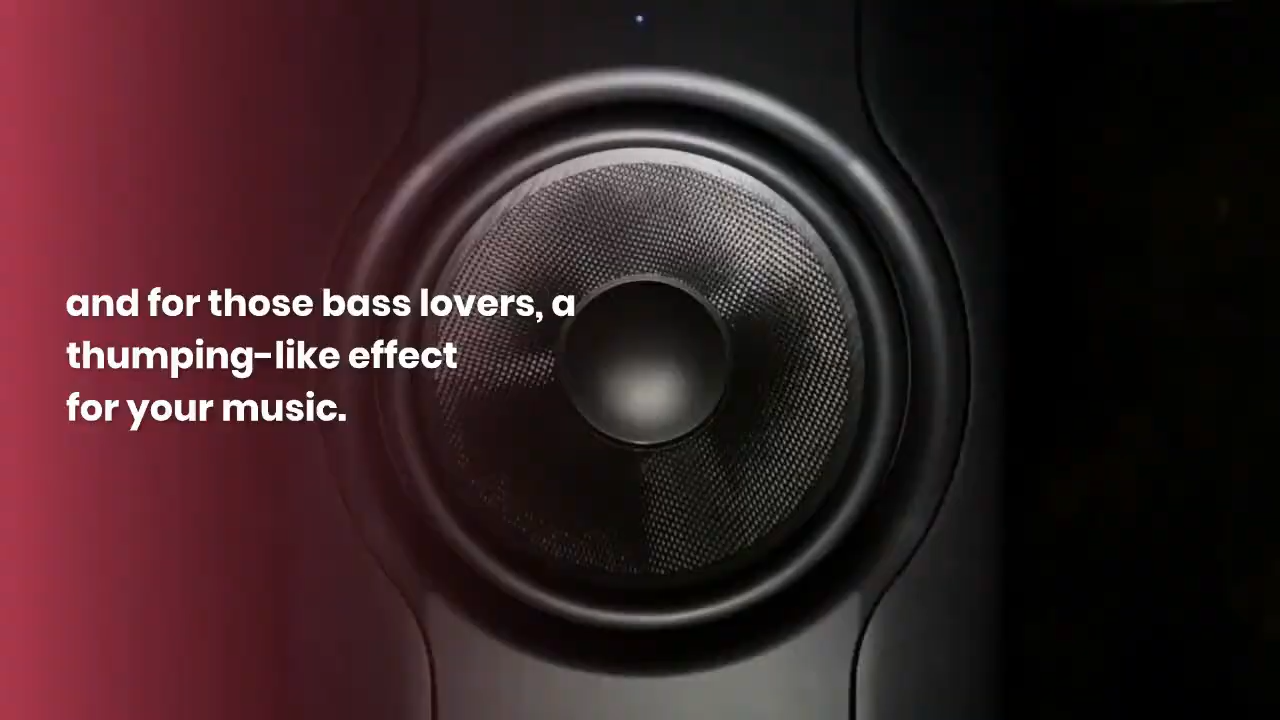 and for those bass lovers, a
thumping-like effect
for your music.